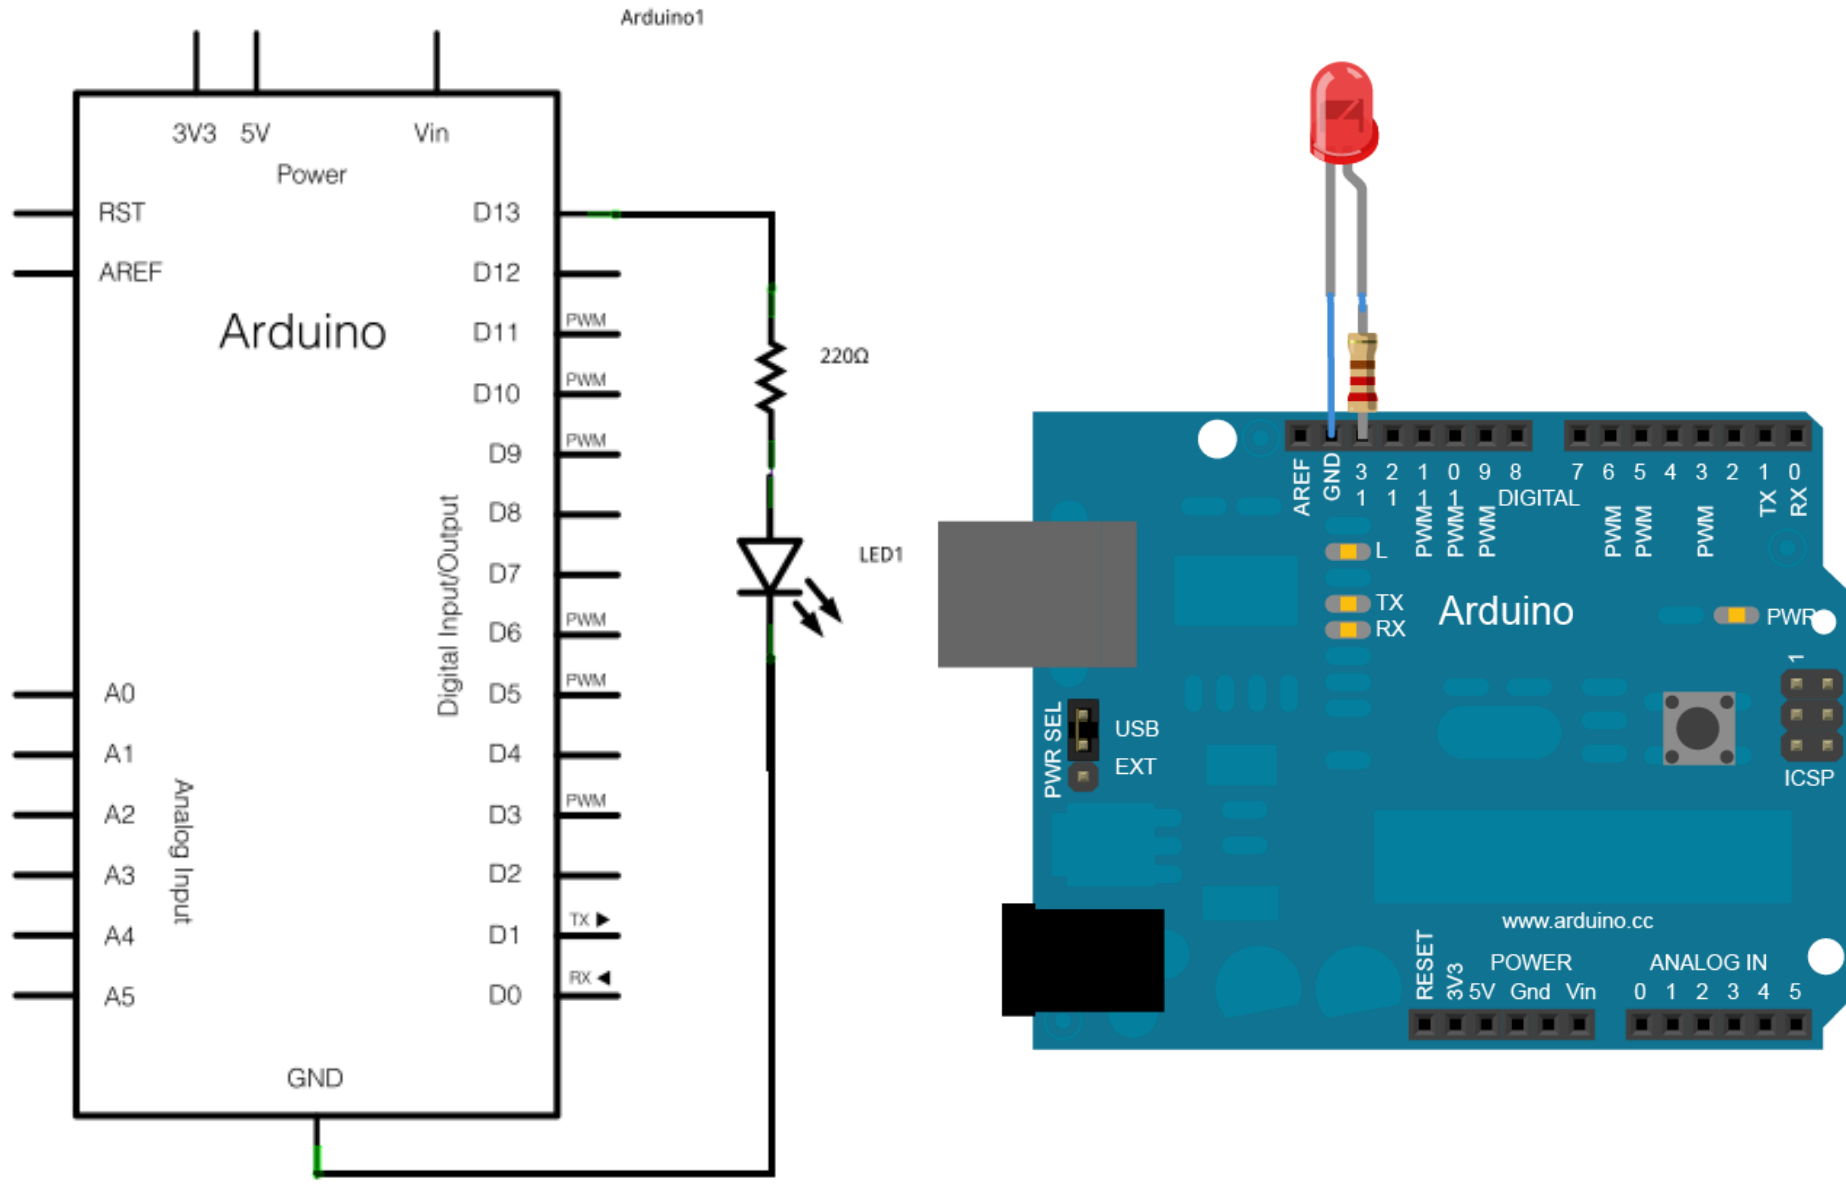 Arduino1
3V3 5V Vin
Power
RST D13
AREF D12
Arduino
D11 PWM
D10 PWM
D9 PWM
D8
D7
D6 PWM
A0 D5 PWM
A1 D4
A2 D3 PWM
A3 D2
A4 D1 TX
A5 D0 RX
Digital Input/Output
Analog Input
GND
220Ω
LED1
AREF
GND
3 2 1 0 9 8
1 1 PWM-1 PWM-1 PWM DIGITAL
7 6 5 4 3 2 1 0
PWM PWM PWM TX RX
L
TX
RX
Arduino
PWR
1
ICSP
PWR SEL
USB
EXT
www.arduino.cc
POWER
RESET 3V3 5V Gnd Vin
ANALOG IN
0 1 2 3 4 5